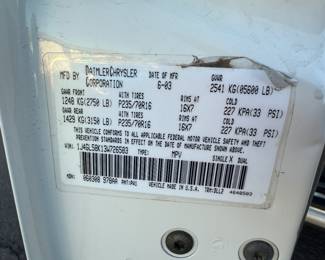 MFD BY DAIMLERCHRYSLER CORPORATION DATE OF MFR 6-03 GVWR 2541 KG(05600 LB)
GAWR FRONT WITH TIRES RIMS AT COLD
1248 KG(2750 LB) P235/70R16 16X7 227 KPA(33 PSI)
GAWR REAR WITH TIRES RIMS AT COLD
1429 KG(3150 LB) P235/70R16 16X7 227 KPA(33 PSI)
THIS VEHICLE CONFORMS TO ALL APPLICABLE FEDERAL MOTOR VEHICLE SAFETY AND THEFT
PREVENTION STANDARDS IN EFFECT ON THE DATE OF MANUFACTURE SHOWN ABOVE.
VIN: TYPE: MPV SINGLE X DUAL
1J4GL58K13W726503
MDH: 060308 VEHICLE MADE IN U.S.A.